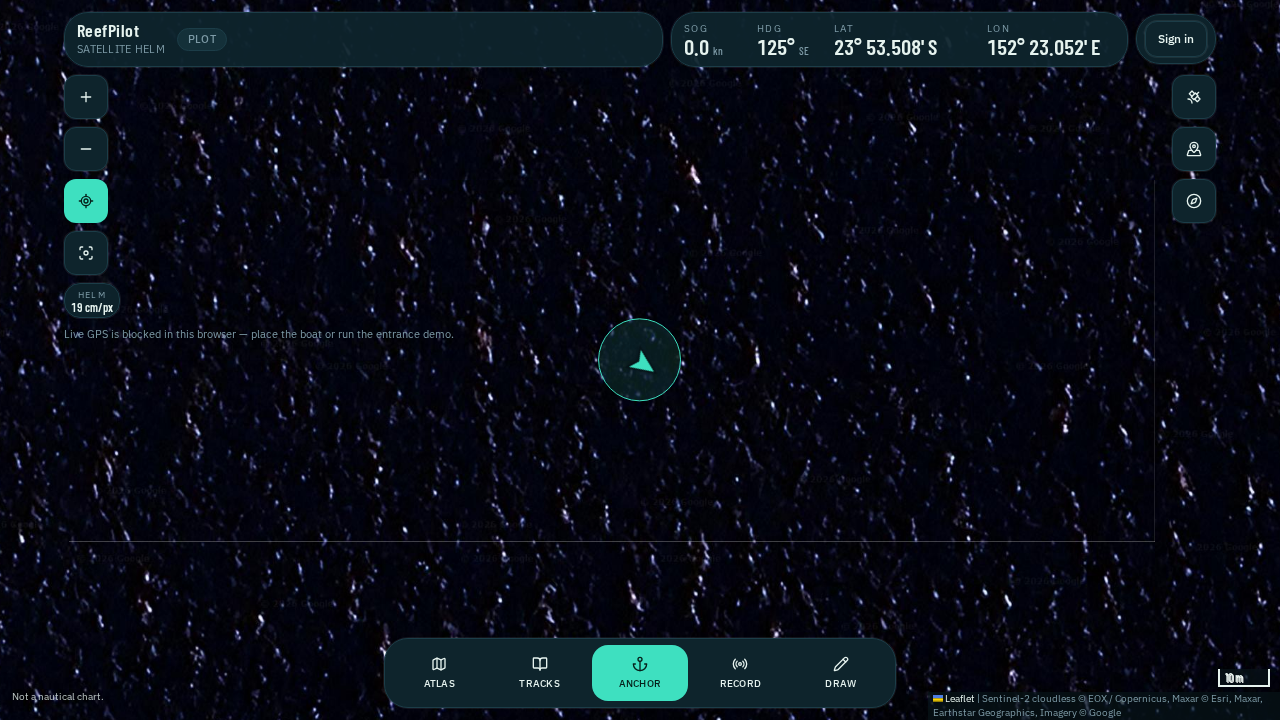 ReefPilot
SATELLITE HELM
PLOT
SOG
0.0 kn
HDG
125° SE
LAT
23° 53.508' S
LON
152° 23.052' E
Sign in
HELM
19 cm/px
Live GPS is blocked in this browser — place the boat or run the entrance demo.
ATLAS
TRACKS
ANCHOR
RECORD
DRAW
Not a nautical chart.
10 m
Leaflet | Sentinel-2 cloudless © EOX / Copernicus, Maxar © Esri, Maxar,
Earthstar Geographics, Imagery © Google